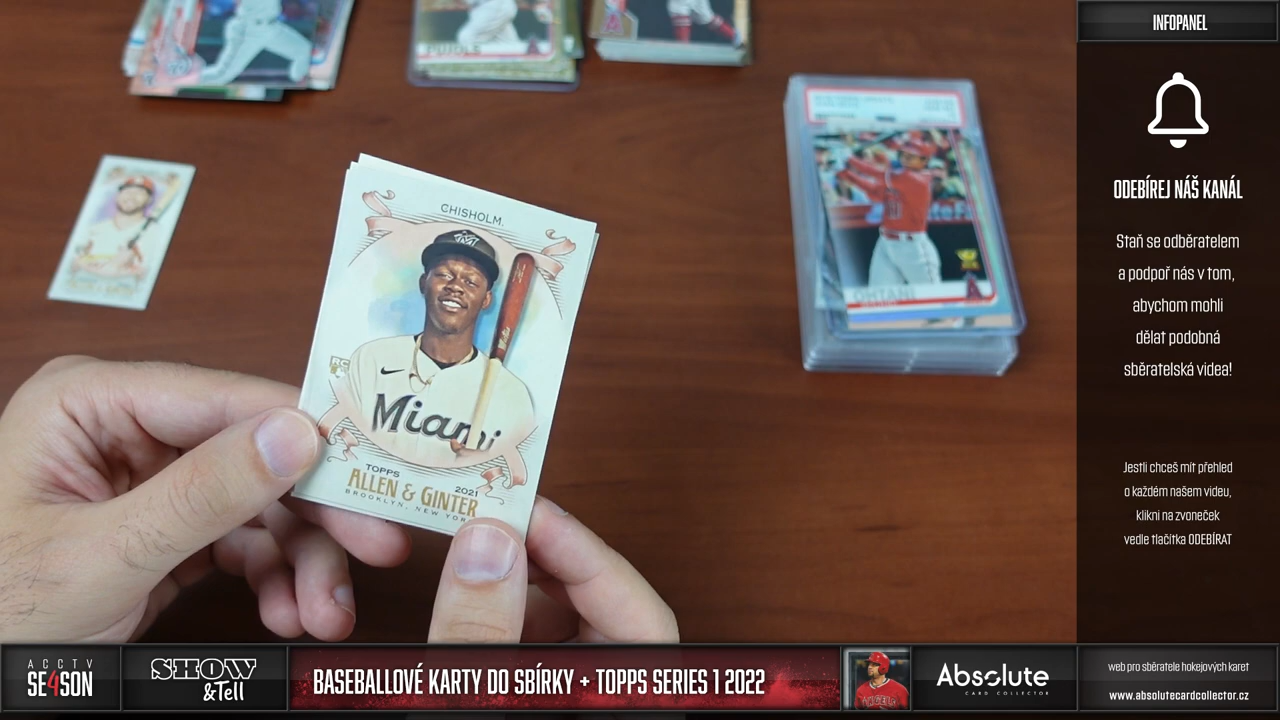 INFOPANEL
ODEBÍREJ NÁŠ KANÁL
Staň se odběratelem
a podpoř nás v tom,
abychom mohli
dělat podobná
sběratelská videa!
Jestli chceš mít přehled
o každém našem videu,
klikni na zvoneček
vedle tlačítka ODEBÍRAT
PUJOLS
OHTANI
CHISHOLM
RC
Miami
TOPPS 2021
ALLEN & GINTER
BROOKLYN, NEW YORK
ACCTV
SE4SON
SHOW
& Tell
BASEBALLOVÉ KARTY DO SBÍRKY + TOPPS SERIES 1 2022
ANGELS
Absolute
CARD COLLECTOR
web pro sběratele hokejových karet
www.absolutecardcollector.cz